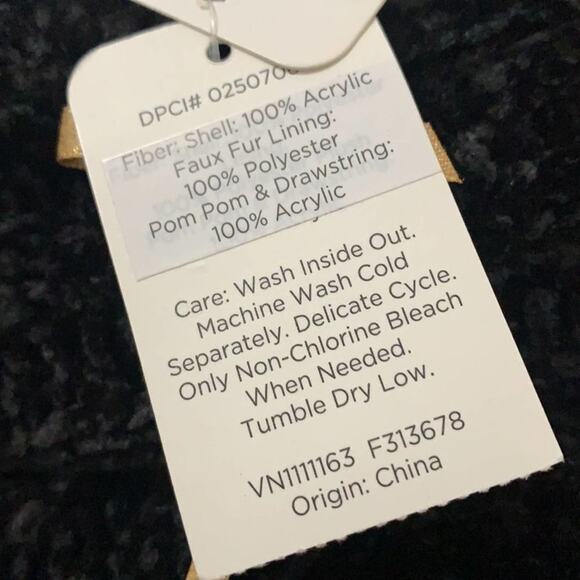 DPCI# 025070
Fiber: Shell: 100% Acrylic
Faux Fur Lining:
100% Polyester
Pom Pom & Drawstring:
100% Acrylic
Care: Wash Inside Out.
Machine Wash Cold
Separately. Delicate Cycle.
Only Non-Chlorine Bleach
When Needed.
Tumble Dry Low.
VN1111163 F313678
Origin: China